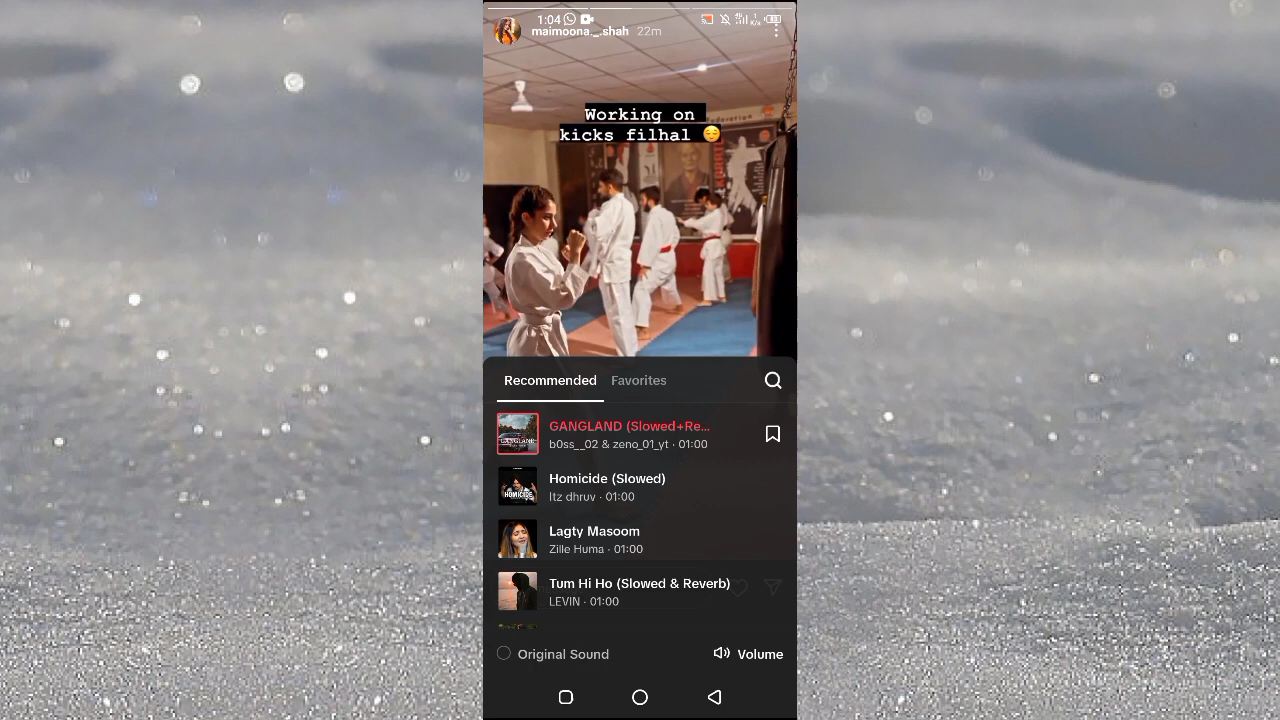 1:04
maimoona._.shah 22m
Working on
kicks filhal 😌
Recommended Favorites
GANGLAND (Slowed+Re...
b0ss__02 & zeno_01_yt · 01:00
HOMICIDE
Homicide (Slowed)
Itz dhruv · 01:00
Lagty Masoom
Zille Huma · 01:00
Tum Hi Ho (Slowed & Reverb)
LEVIN · 01:00
Original Sound Volume